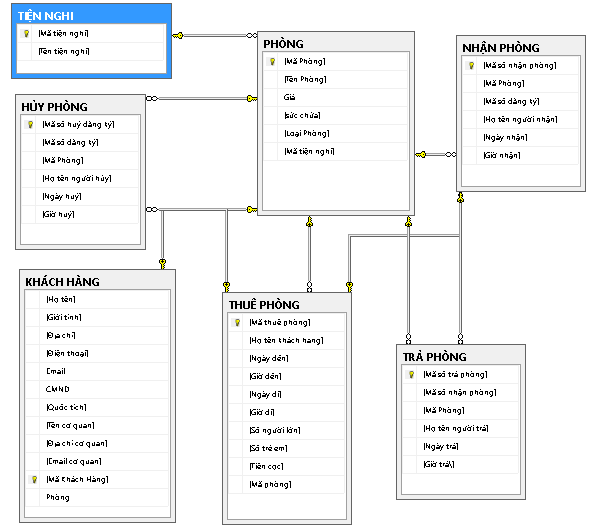 TIỆN NGHI
[Mã tiện nghi]
[Tên tiện nghi]
PHÒNG
[Mã Phòng]
[Tên Phòng]
Giá
[sức chứa]
[Loại Phòng]
[Mã tiện nghi]
NHẬN PHÒNG
[Mã số nhận phòng]
[Mã Phòng]
[Mã số đăng tý]
[Họ tên người nhận]
[Ngày nhận]
[Giờ nhận]
HỦY PHÒNG
[Mã số huỷ đăng tý]
[Mã số đăng tý]
[Mã Phòng]
[Họ tên người hủy]
[Ngày huỷ]
[Giờ huỷ]
KHÁCH HÀNG
[Họ tên]
[Giới tính]
[Địa chỉ]
[Điện thoại]
Email
CMND
[Quốc tịch]
[Tên cơ quan]
[Địa chỉ cơ quan]
[Email cơ quan]
[Mã Khách Hàng]
Phòng
THUÊ PHÒNG
[Mã thuê phòng]
[Họ tên khách hàng]
[Ngày đến]
[Giờ đến]
[Ngày đi]
[Giờ đi]
[Số người lớn]
[Số trẻ em]
[Tiền cọc]
[Mã phòng]
TRẢ PHÒNG
[Mã số trả phòng]
[Mã số nhận phòng]
[Mã Phòng]
[Họ tên người trả]
[Ngày trả]
[Giờ trả\]